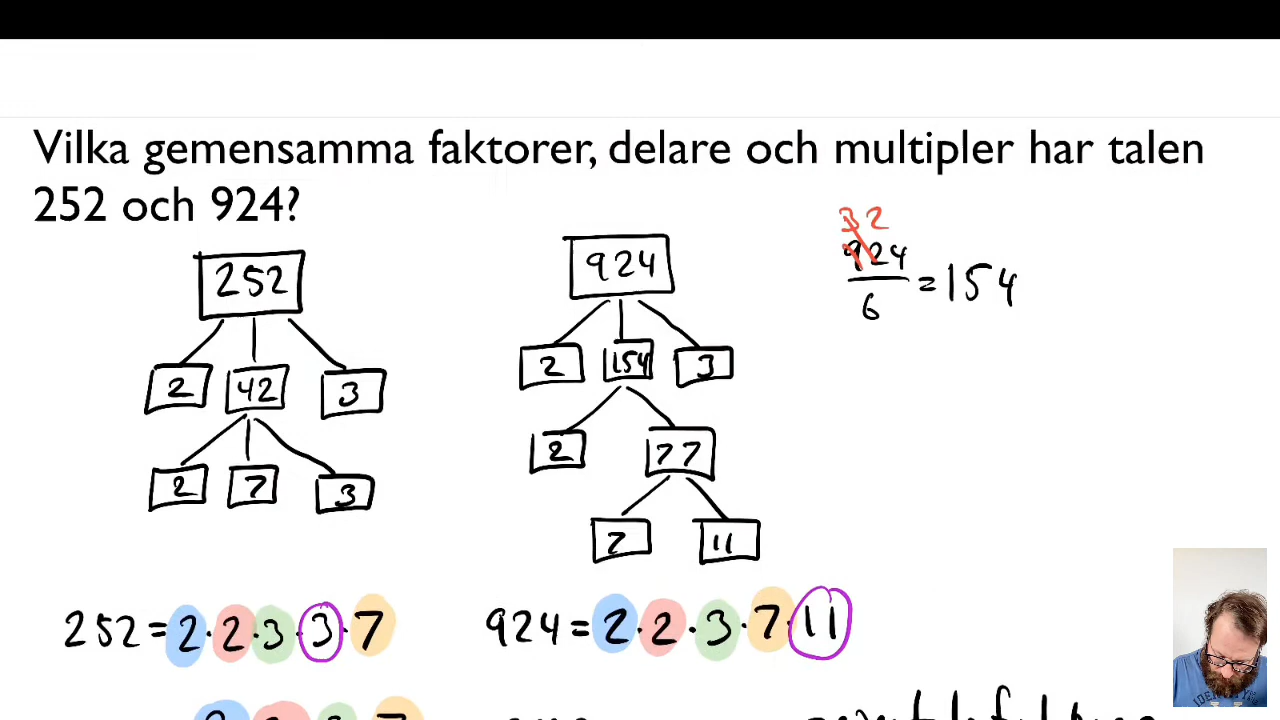 Vilka gemensamma faktorer, delare och multipler har talen
252 och 924?
252
2 42 3
2 7 3
924
2 154 3
2 77
7 11
3 2
924
6
=154
252=2·2·3·3·7
924=2·2·3·7·11